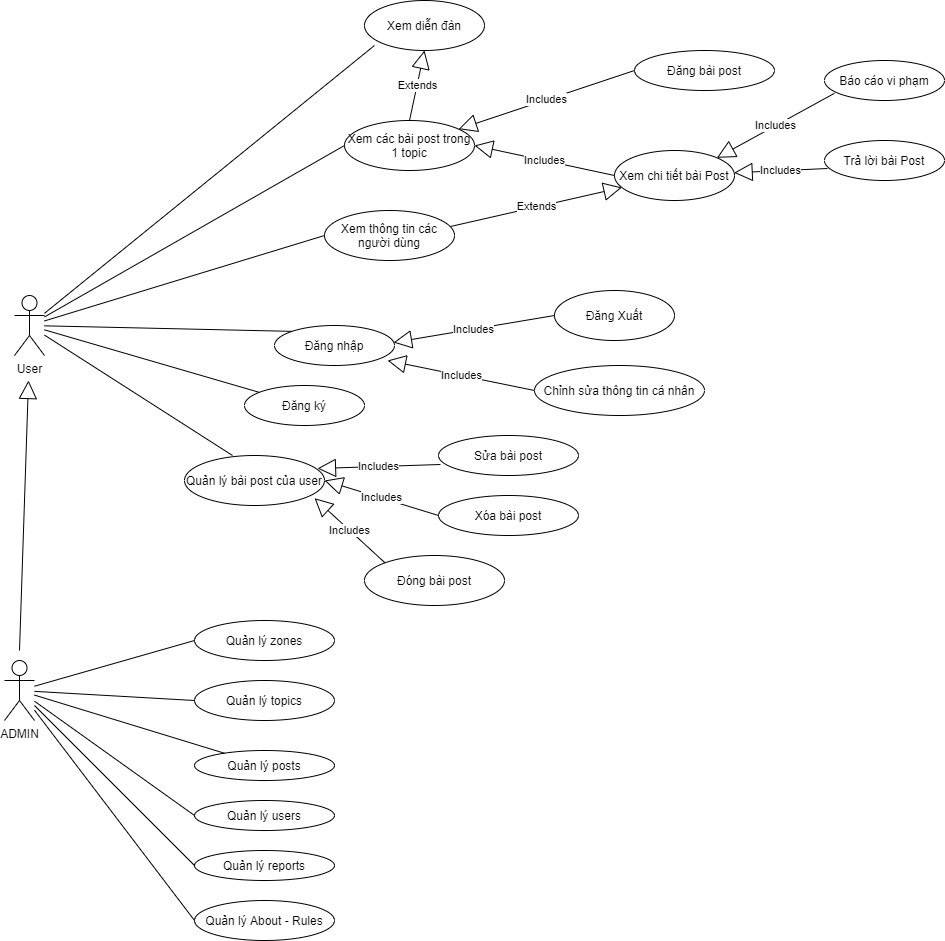 Xem diễn đàn
Extends
Đăng bài post
Báo cáo vi phạm
Includes
Includes
Xem các bài post trong
1 topic
Includes
Trả lời bài Post
Includes
Xem chi tiết bài Post
Extends
Xem thông tin các
người dùng
User
Đăng nhập
Includes
Đăng Xuất
Includes
Chỉnh sửa thông tin cá nhân
Đăng ký
Quản lý bài post của user
Includes
Sửa bài post
Includes
Xóa bài post
Includes
Đóng bài post
ADMIN
Quản lý zones
Quản lý topics
Quản lý posts
Quản lý users
Quản lý reports
Quản lý About - Rules